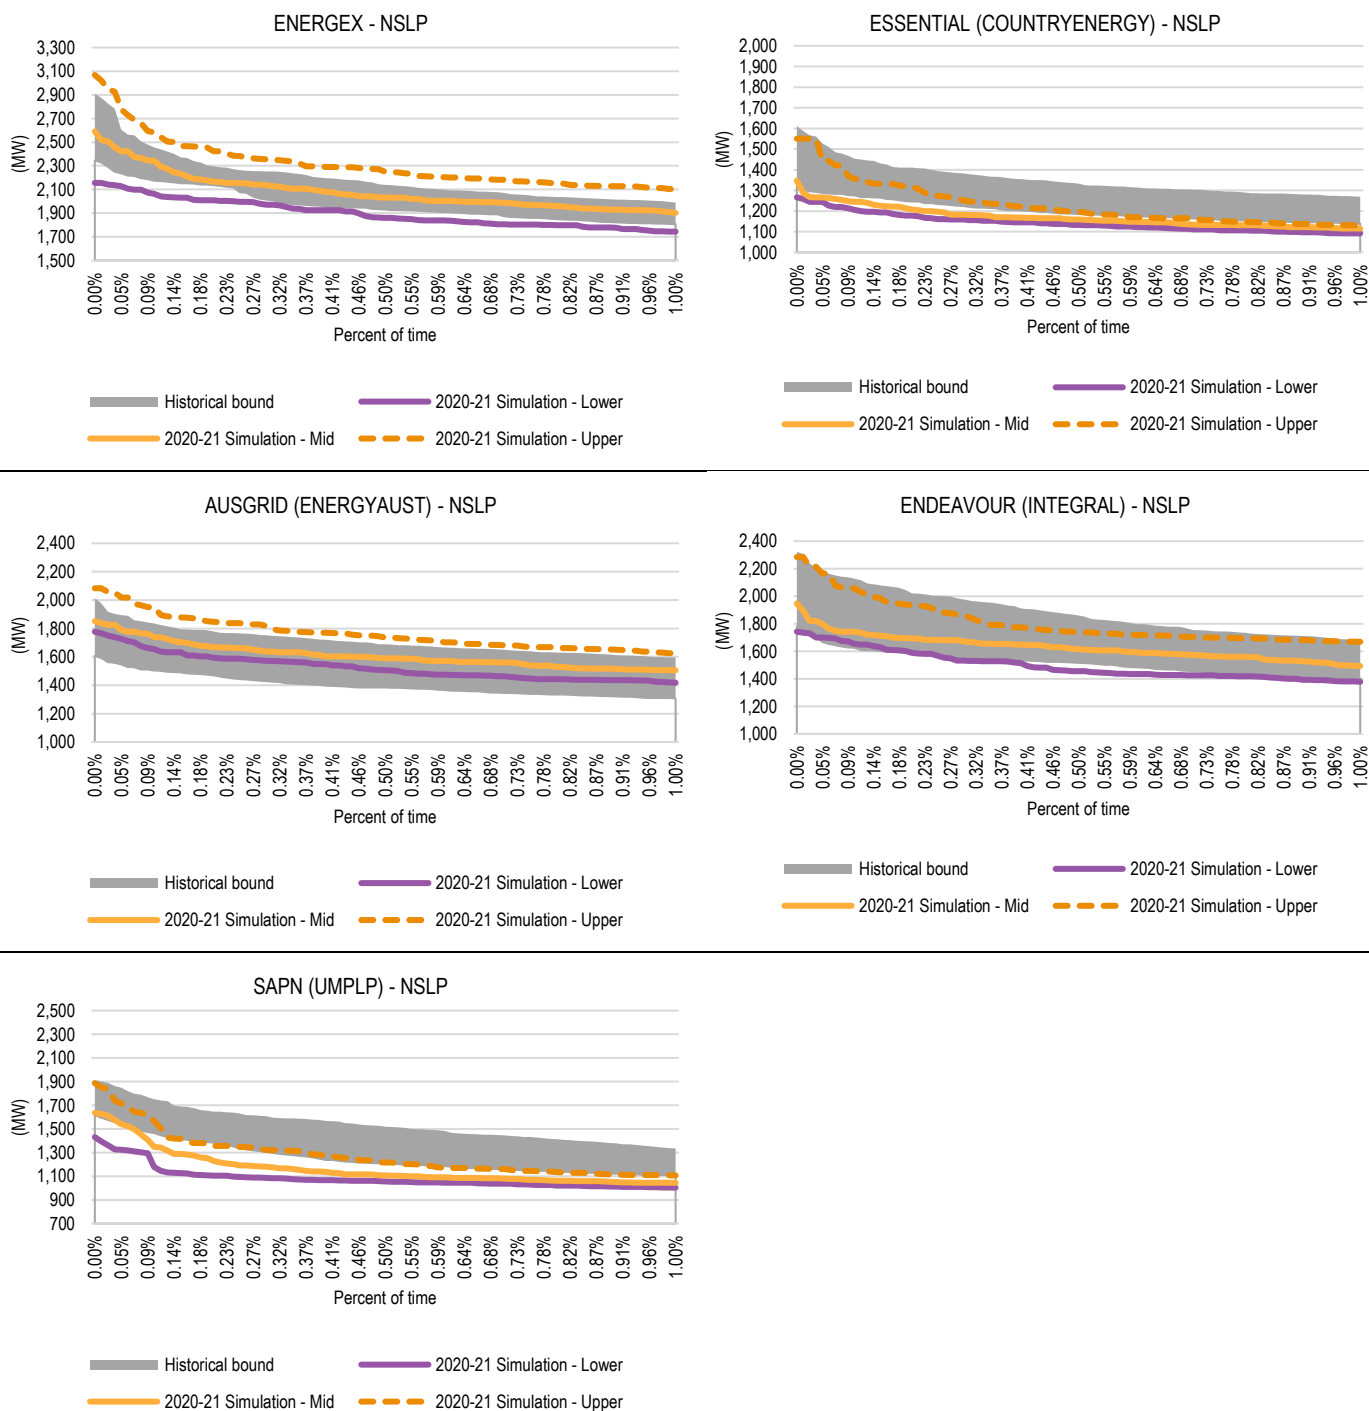 ENERGEX - NSLP
3,300
3,100
2,900
2,700
2,500
2,300
2,100
1,900
1,700
1,500
(MW)
0.00% 0.05% 0.09% 0.14% 0.18% 0.23% 0.27% 0.32% 0.37% 0.41% 0.46% 0.50% 0.55% 0.59% 0.64% 0.68% 0.73% 0.78% 0.82% 0.87% 0.91% 0.96% 1.00%
Percent of time
Historical bound
2020-21 Simulation - Lower
2020-21 Simulation - Mid
2020-21 Simulation - Upper
ESSENTIAL (COUNTRYENERGY) - NSLP
2,000
1,900
1,800
1,700
1,600
1,500
1,400
1,300
1,200
1,100
1,000
(MW)
0.00% 0.05% 0.09% 0.14% 0.18% 0.23% 0.27% 0.32% 0.37% 0.41% 0.46% 0.50% 0.55% 0.59% 0.64% 0.68% 0.73% 0.78% 0.82% 0.87% 0.91% 0.96% 1.00%
Percent of time
Historical bound
2020-21 Simulation - Lower
2020-21 Simulation - Mid
2020-21 Simulation - Upper
AUSGRID (ENERGYAUST) - NSLP
2,400
2,200
2,000
1,800
1,600
1,400
1,200
1,000
(MW)
0.00% 0.05% 0.09% 0.14% 0.18% 0.23% 0.27% 0.32% 0.37% 0.41% 0.46% 0.50% 0.55% 0.59% 0.64% 0.68% 0.73% 0.78% 0.82% 0.87% 0.91% 0.96% 1.00%
Percent of time
Historical bound
2020-21 Simulation - Lower
2020-21 Simulation - Mid
2020-21 Simulation - Upper
ENDEAVOUR (INTEGRAL) - NSLP
2,400
2,200
2,000
1,800
1,600
1,400
1,200
1,000
(MW)
0.00% 0.05% 0.09% 0.14% 0.18% 0.23% 0.27% 0.32% 0.37% 0.41% 0.46% 0.50% 0.55% 0.59% 0.64% 0.68% 0.73% 0.78% 0.82% 0.87% 0.91% 0.96% 1.00%
Percent of time
Historical bound
2020-21 Simulation - Lower
2020-21 Simulation - Mid
2020-21 Simulation - Upper
SAPN (UMPLP) - NSLP
2,500
2,300
2,100
1,900
1,700
1,500
1,300
1,100
900
700
(MW)
0.00% 0.05% 0.09% 0.14% 0.18% 0.23% 0.27% 0.32% 0.37% 0.41% 0.46% 0.50% 0.55% 0.59% 0.64% 0.68% 0.73% 0.78% 0.82% 0.87% 0.91% 0.96% 1.00%
Percent of time
Historical bound
2020-21 Simulation - Lower
2020-21 Simulation - Mid
2020-21 Simulation - Upper